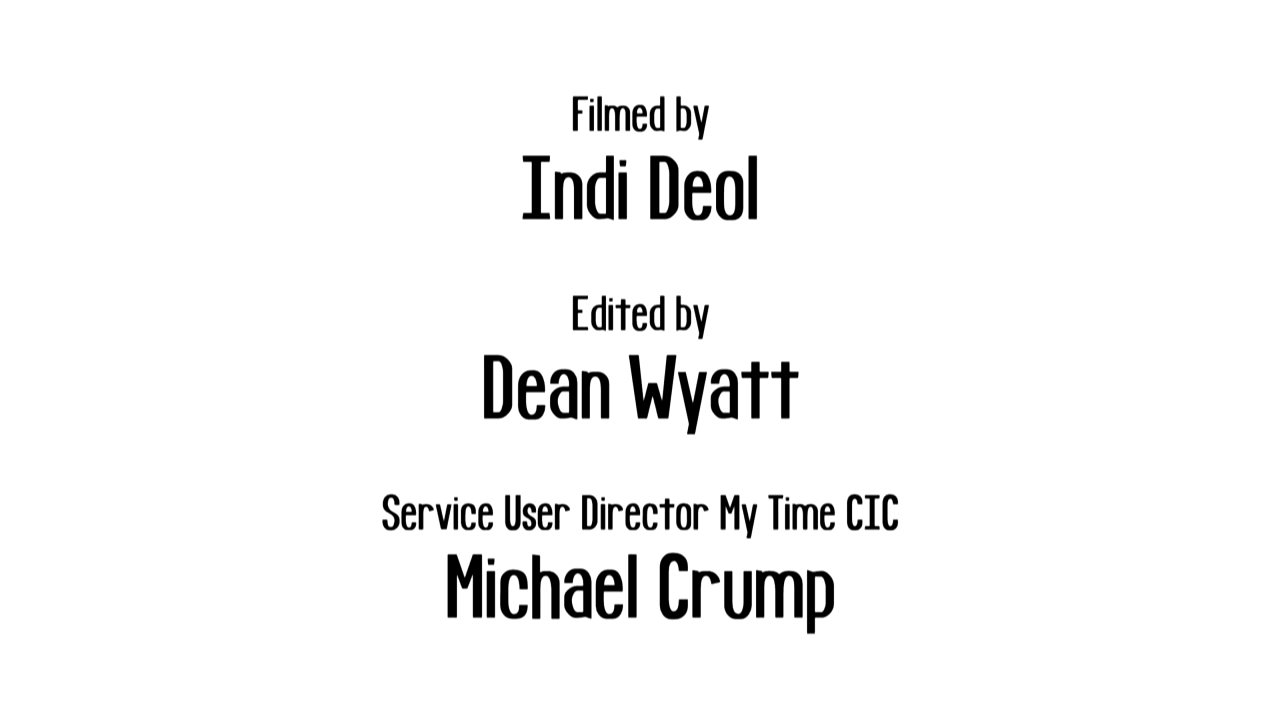 Filmed by
Indi Deol
Edited by
Dean Wyatt
Service User Director My Time CIC
Michael Crump